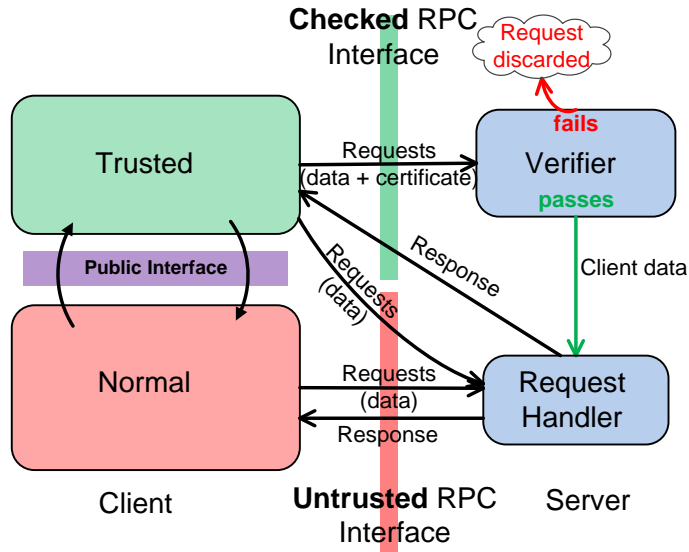 Checked RPC
Interface
Request
discarded
fails
Trusted
Requests
(data + certificate)
Verifier
passes
Public Interface
Response
Requests
(data)
Client data
Normal
Requests
(data)
Response
Request
Handler
Client
Untrusted RPC
Interface
Server